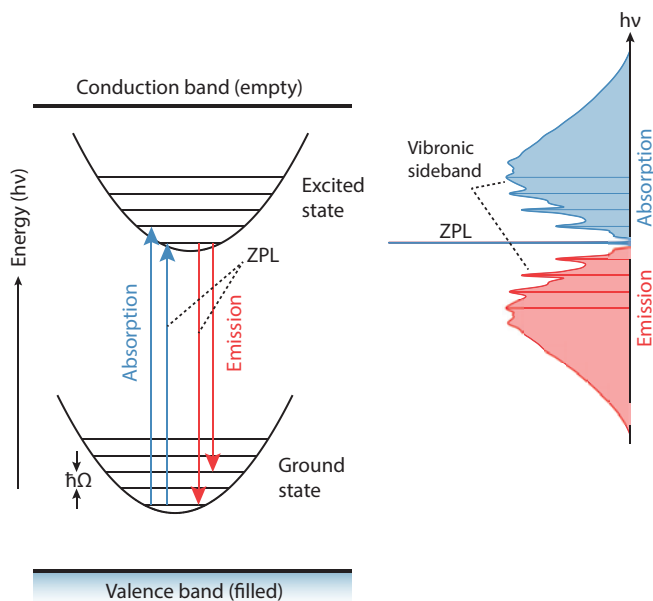 Conduction band (empty)
Energy (hν)
Excited
state
ZPL
Absorption
Emission
ħΩ
Ground
state
Valence band (filled)
hν
Vibronic
sideband
Absorption
ZPL
Emission